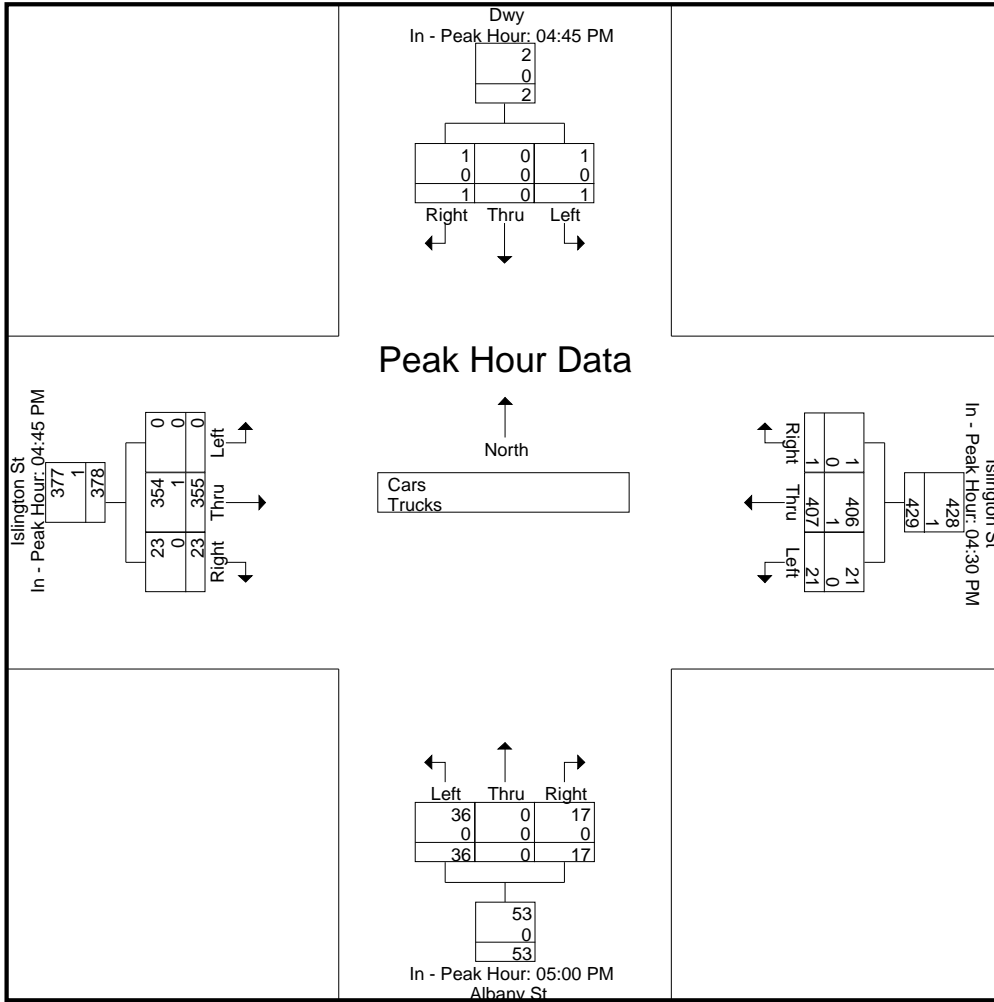 Dwy
In - Peak Hour: 04:45 PM
2
0
2
1 0 1
0 0 0
1 0 1
Right Thru Left
Peak Hour Data
North
Cars
Trucks
Islington St
In - Peak Hour: 04:45 PM
377
1
378
0 354 23
0 1 0
0 355 23
Left Thru Right
Islington St
In - Peak Hour: 04:30 PM
428
1
429
1 406 21
0 1 0
1 407 21
Right Thru Left
Left Thru Right
36 0 17
0 0 0
36 0 17
53
0
53
In - Peak Hour: 05:00 PM
Albany St